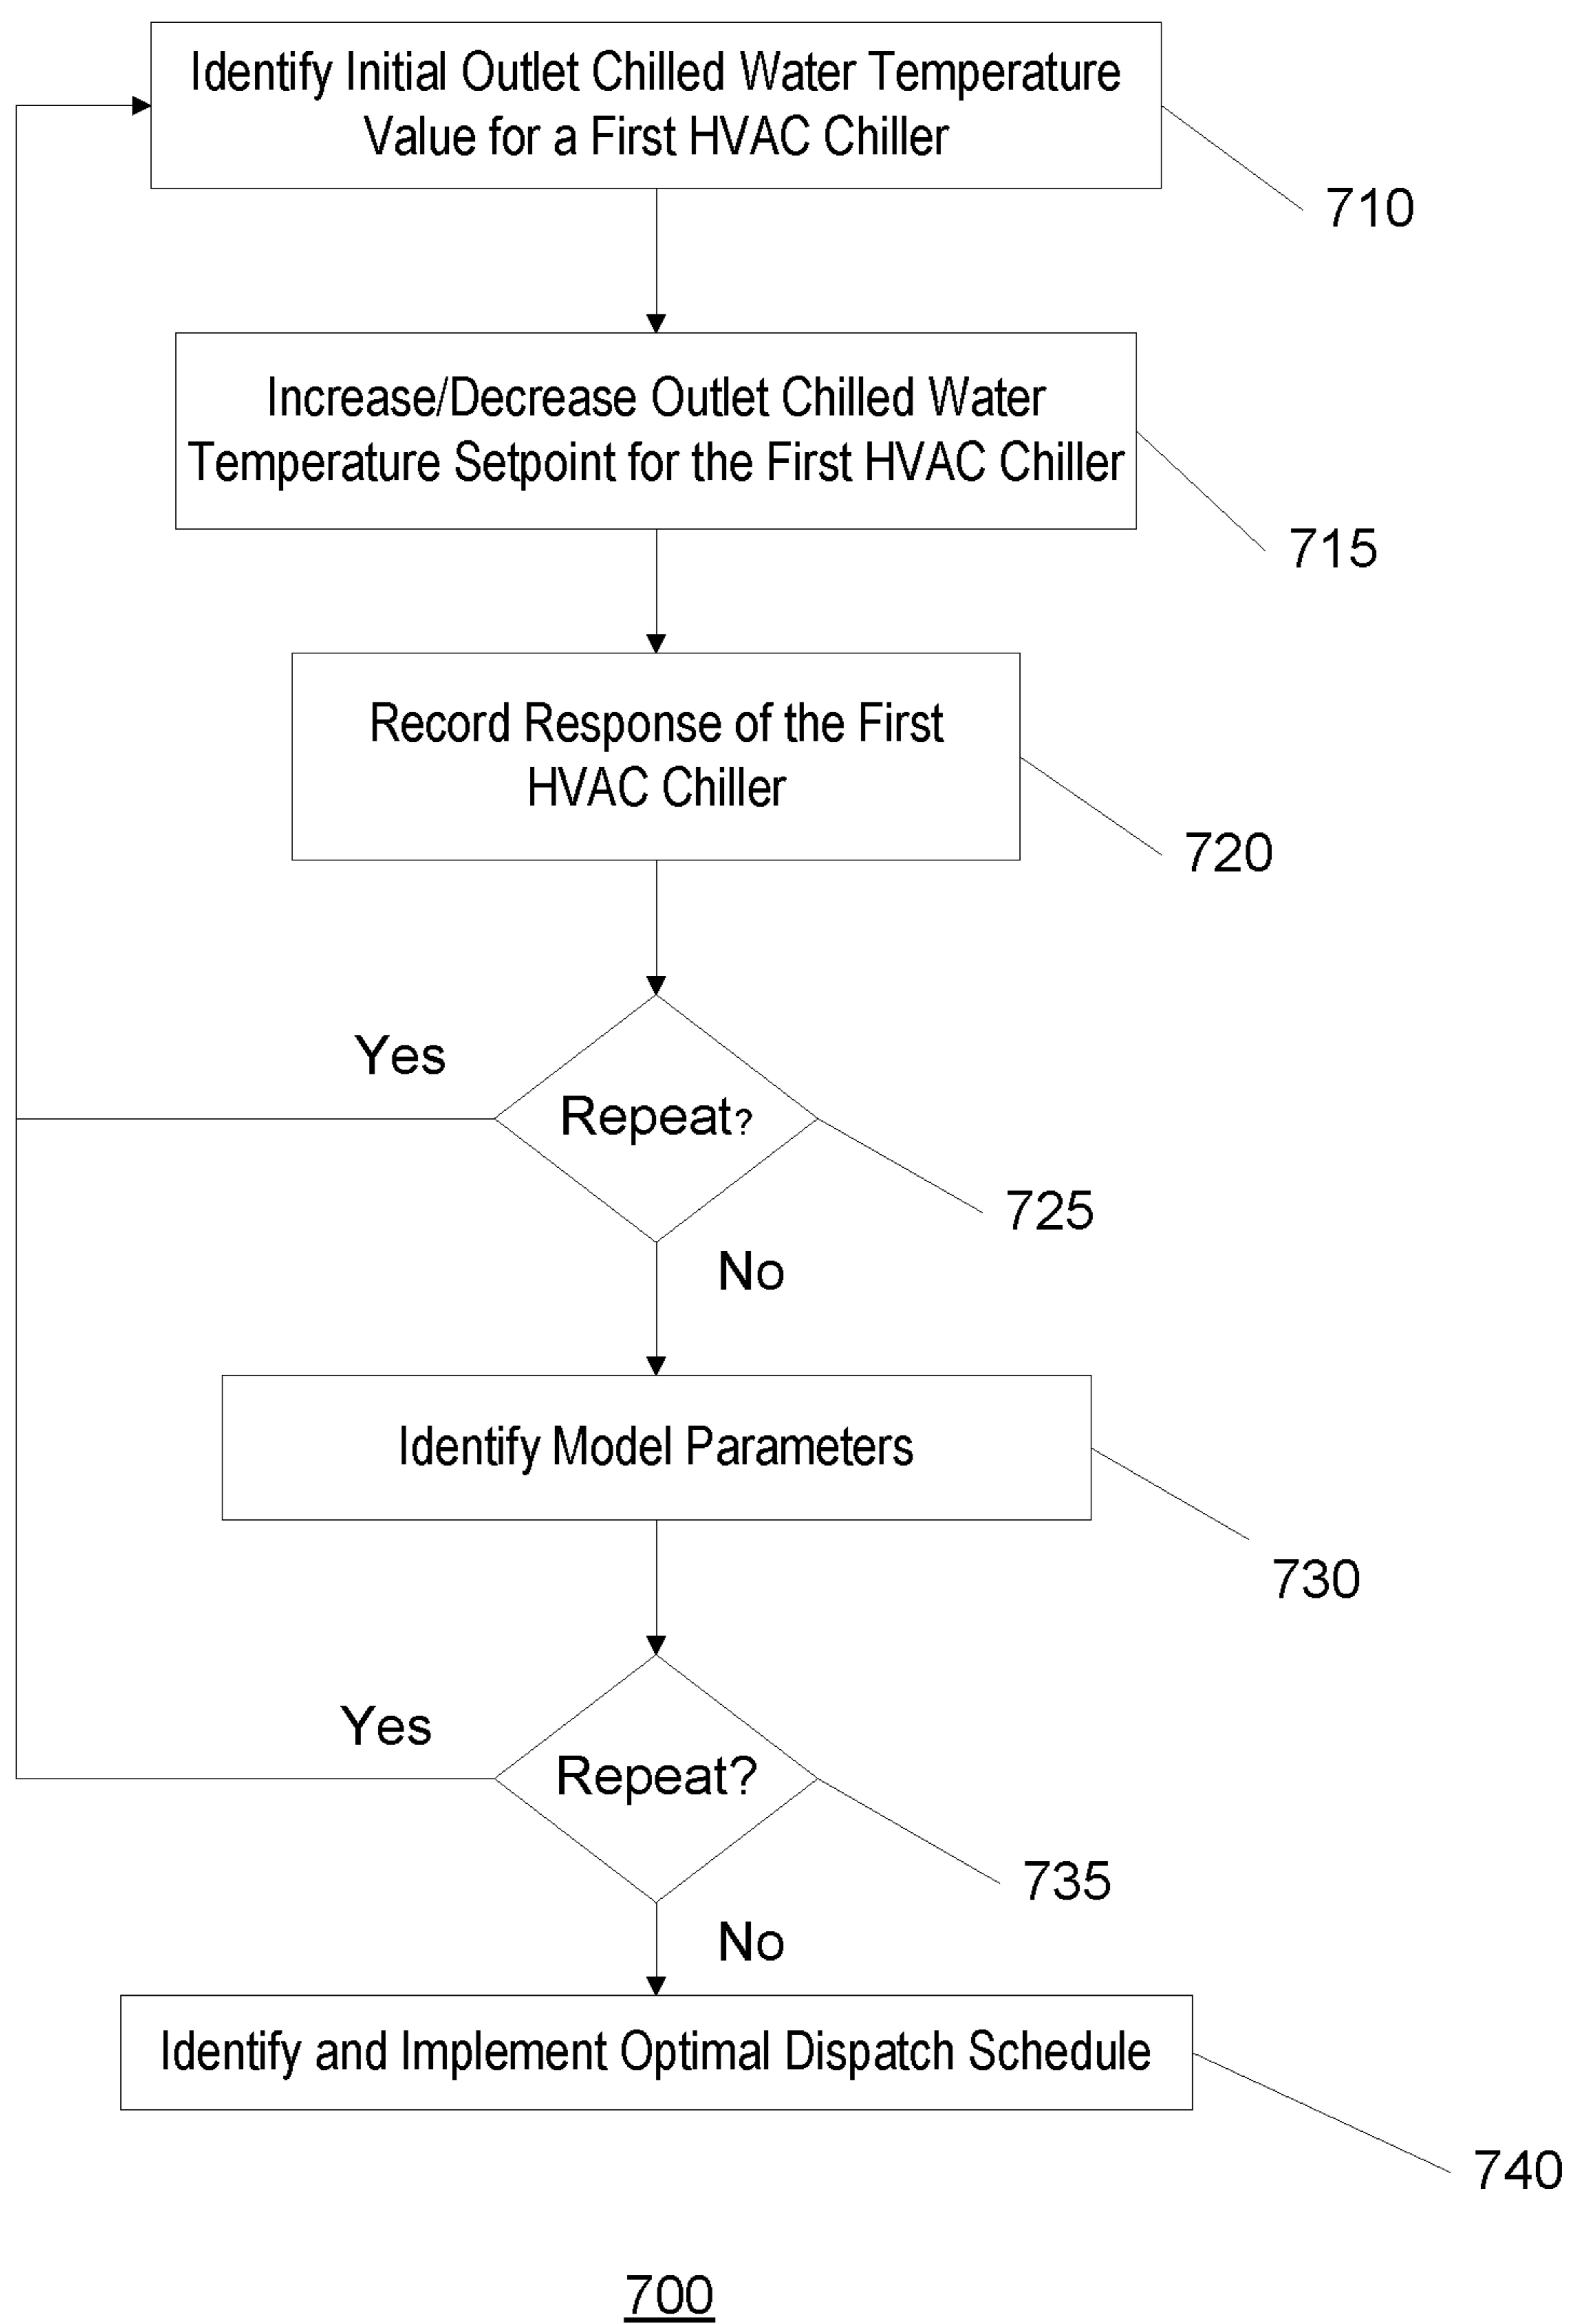 Identify Initial Outlet Chilled Water Temperature
Value for a First HVAC Chiller
710
Increase/Decrease Outlet Chilled Water
Temperature Setpoint for the First HVAC Chiller
715
Record Response of the First
HVAC Chiller
720
Yes
Repeat?
725
No
Identify Model Parameters
730
Yes
Repeat?
735
No
Identify and Implement Optimal Dispatch Schedule
740
700